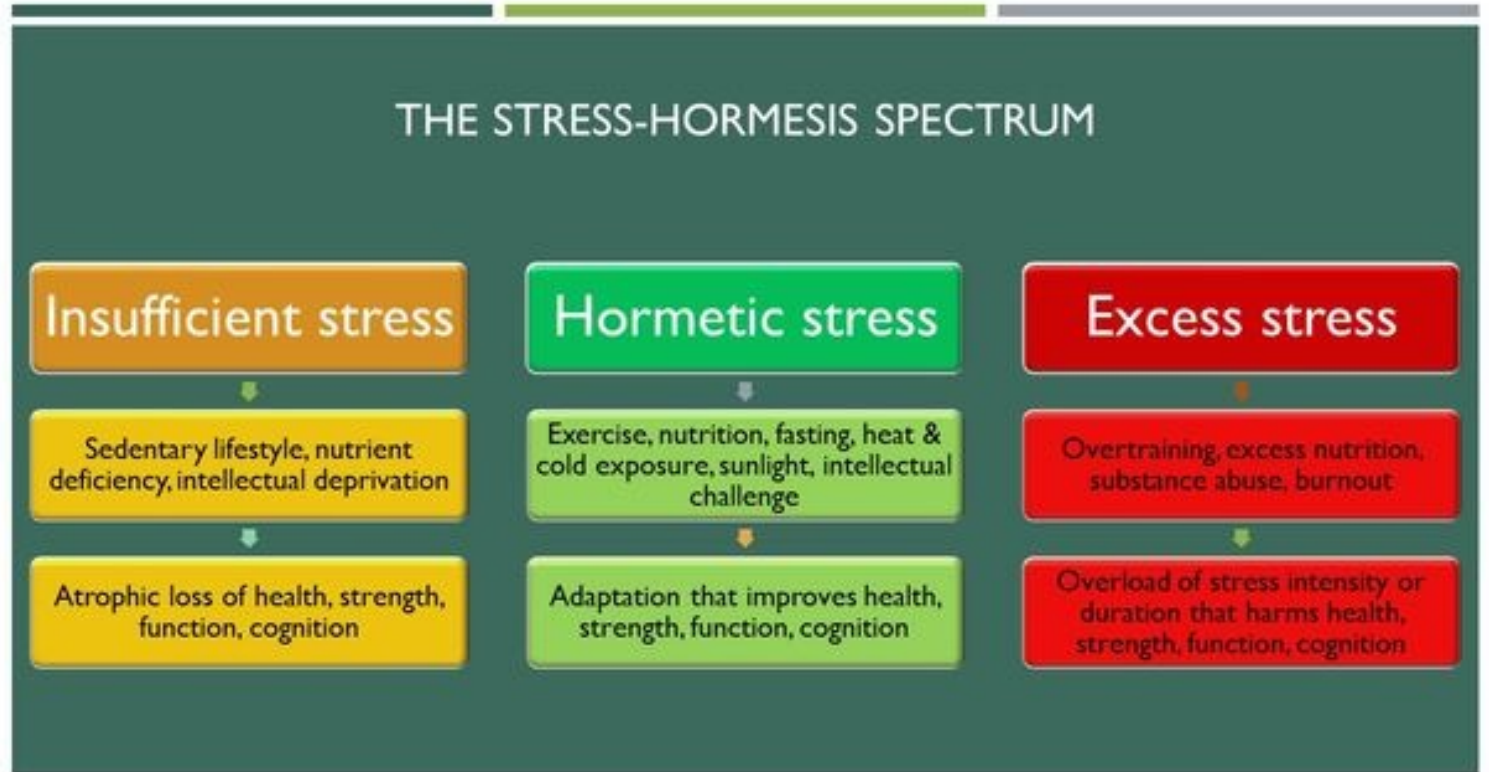 THE STRESS-HORMESIS SPECTRUM
Insufficient stress
Sedentary lifestyle, nutrient
deficiency, intellectual deprivation
Atrophic loss of health, strength,
function, cognition
Hormetic stress
Exercise, nutrition, fasting, heat &
cold exposure, sunlight, intellectual
challenge
Adaptation that improves health,
strength, function, cognition
Excess stress
Overtraining, excess nutrition,
substance abuse, burnout
Overload of stress intensity or
duration that harms health,
strength, function, cognition